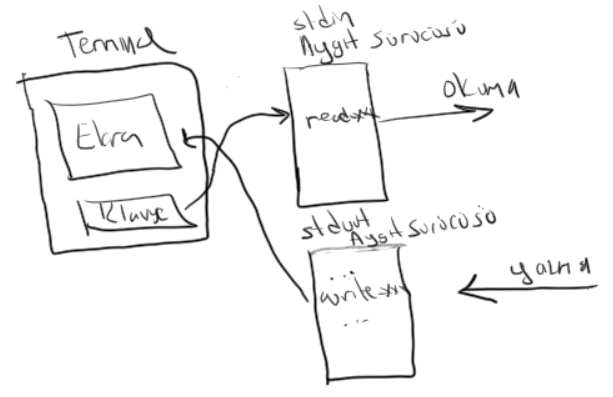 Terminal
Ekran
Klavye
stdin
Aygıt Sürücüsü
read xxx
okuma
stdout
Aygıt Sürücüsü
...
write xxx
...
yazma